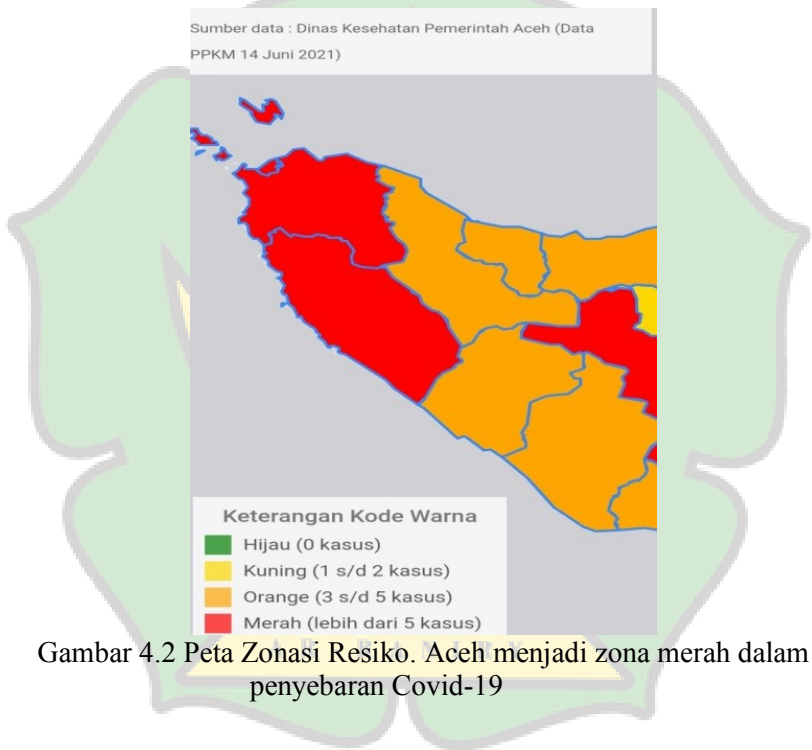 Sumber data : Dinas Kesehatan Pemerintah Aceh (Data
PPKM 14 Juni 2021)
Keterangan Kode Warna
Hijau (0 kasus)
Kuning (1 s/d 2 kasus)
Orange (3 s/d 5 kasus)
Merah (lebih dari 5 kasus)
Gambar 4.2 Peta Zonasi Resiko. Aceh menjadi zona merah dalam
penyebaran Covid-19